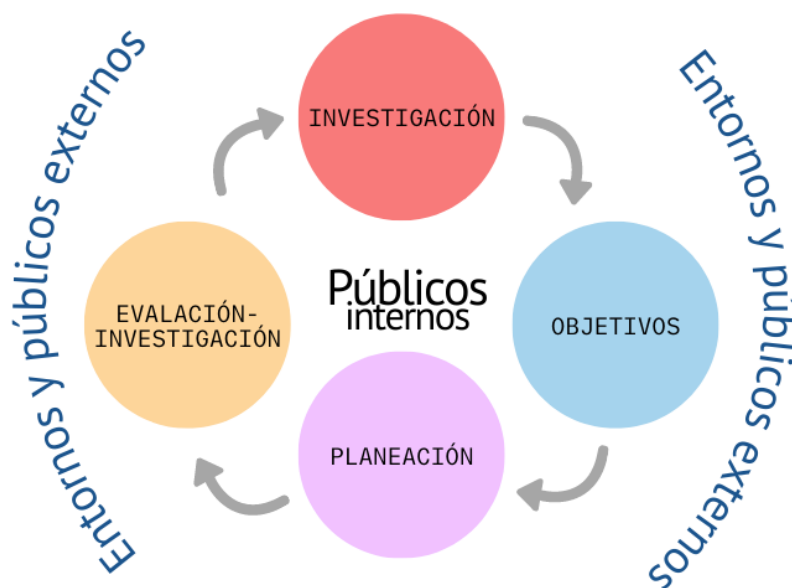 INVESTIGACIÓN
Entornos y públicos externos
Entornos y públicos externos
Públicos
internos
EVALACIÓN-
INVESTIGACIÓN
OBJETIVOS
PLANEACIÓN